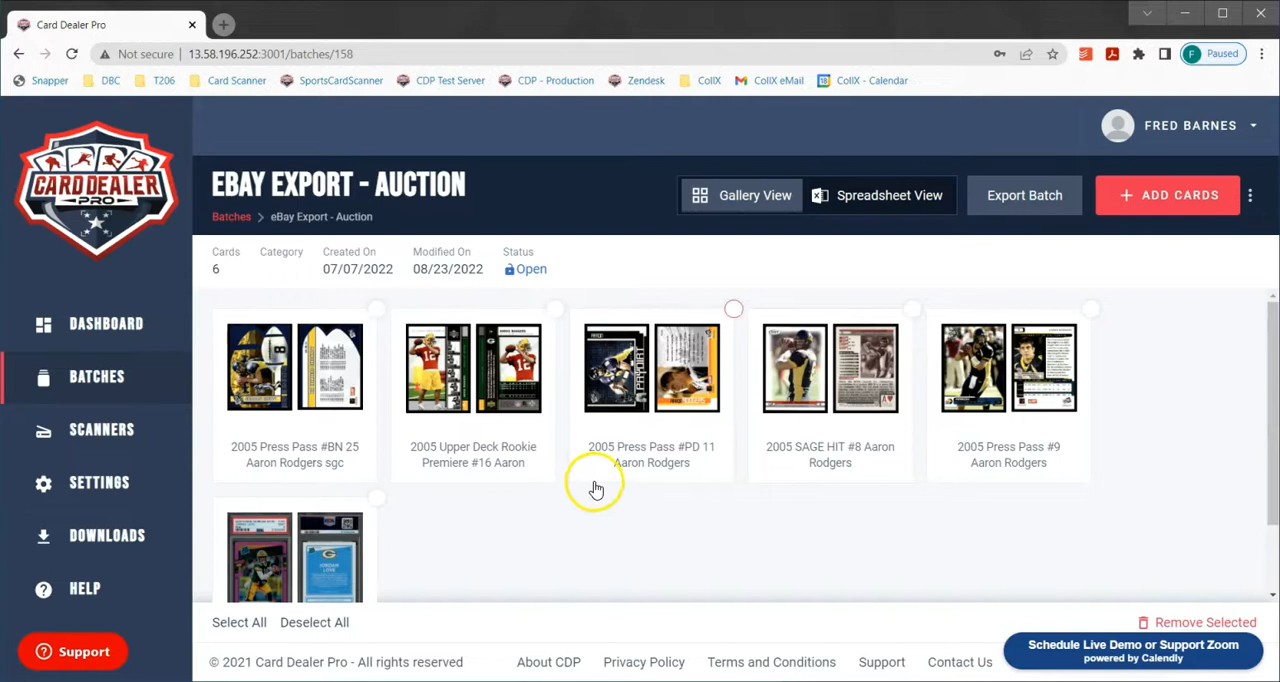 Card Dealer Pro
Not secure 13.58.196.252:3001/batches/158
F Paused
Snapper DBC T206 Card Scanner SportsCardScanner CDP Test Server CDP - Production Zendesk CollX CollX eMail CollX - Calendar
CARD DEALER
PRO
FRED BARNES
EBAY EXPORT - AUCTION
Batches > eBay Export - Auction
Gallery View
Spreadsheet View
Export Batch
+ ADD CARDS
Cards Category Created On Modified On Status
6 07/07/2022 08/23/2022 Open
DASHBOARD
BATCHES
SCANNERS
SETTINGS
DOWNLOADS
HELP
Support
2005 Press Pass #BN 25
Aaron Rodgers sgc
2005 Upper Deck Rookie
Premiere #16 Aaron
2005 Press Pass #PD 11
Aaron Rodgers
2005 SAGE HIT #8 Aaron
Rodgers
2005 Press Pass #9
Aaron Rodgers
Select All Deselect All
Remove Selected
© 2021 Card Dealer Pro - All rights reserved
About CDP Privacy Policy Terms and Conditions Support Contact Us
Schedule Live Demo or Support Zoom
powered by Calendly